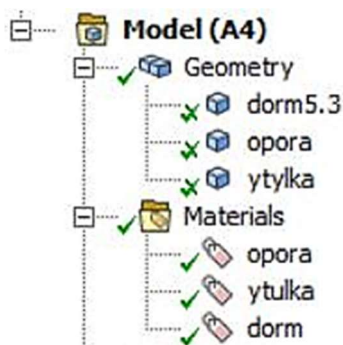 Model (A4)
Geometry
dorm5.3
opora
ytylka
Materials
opora
ytulka
dorm